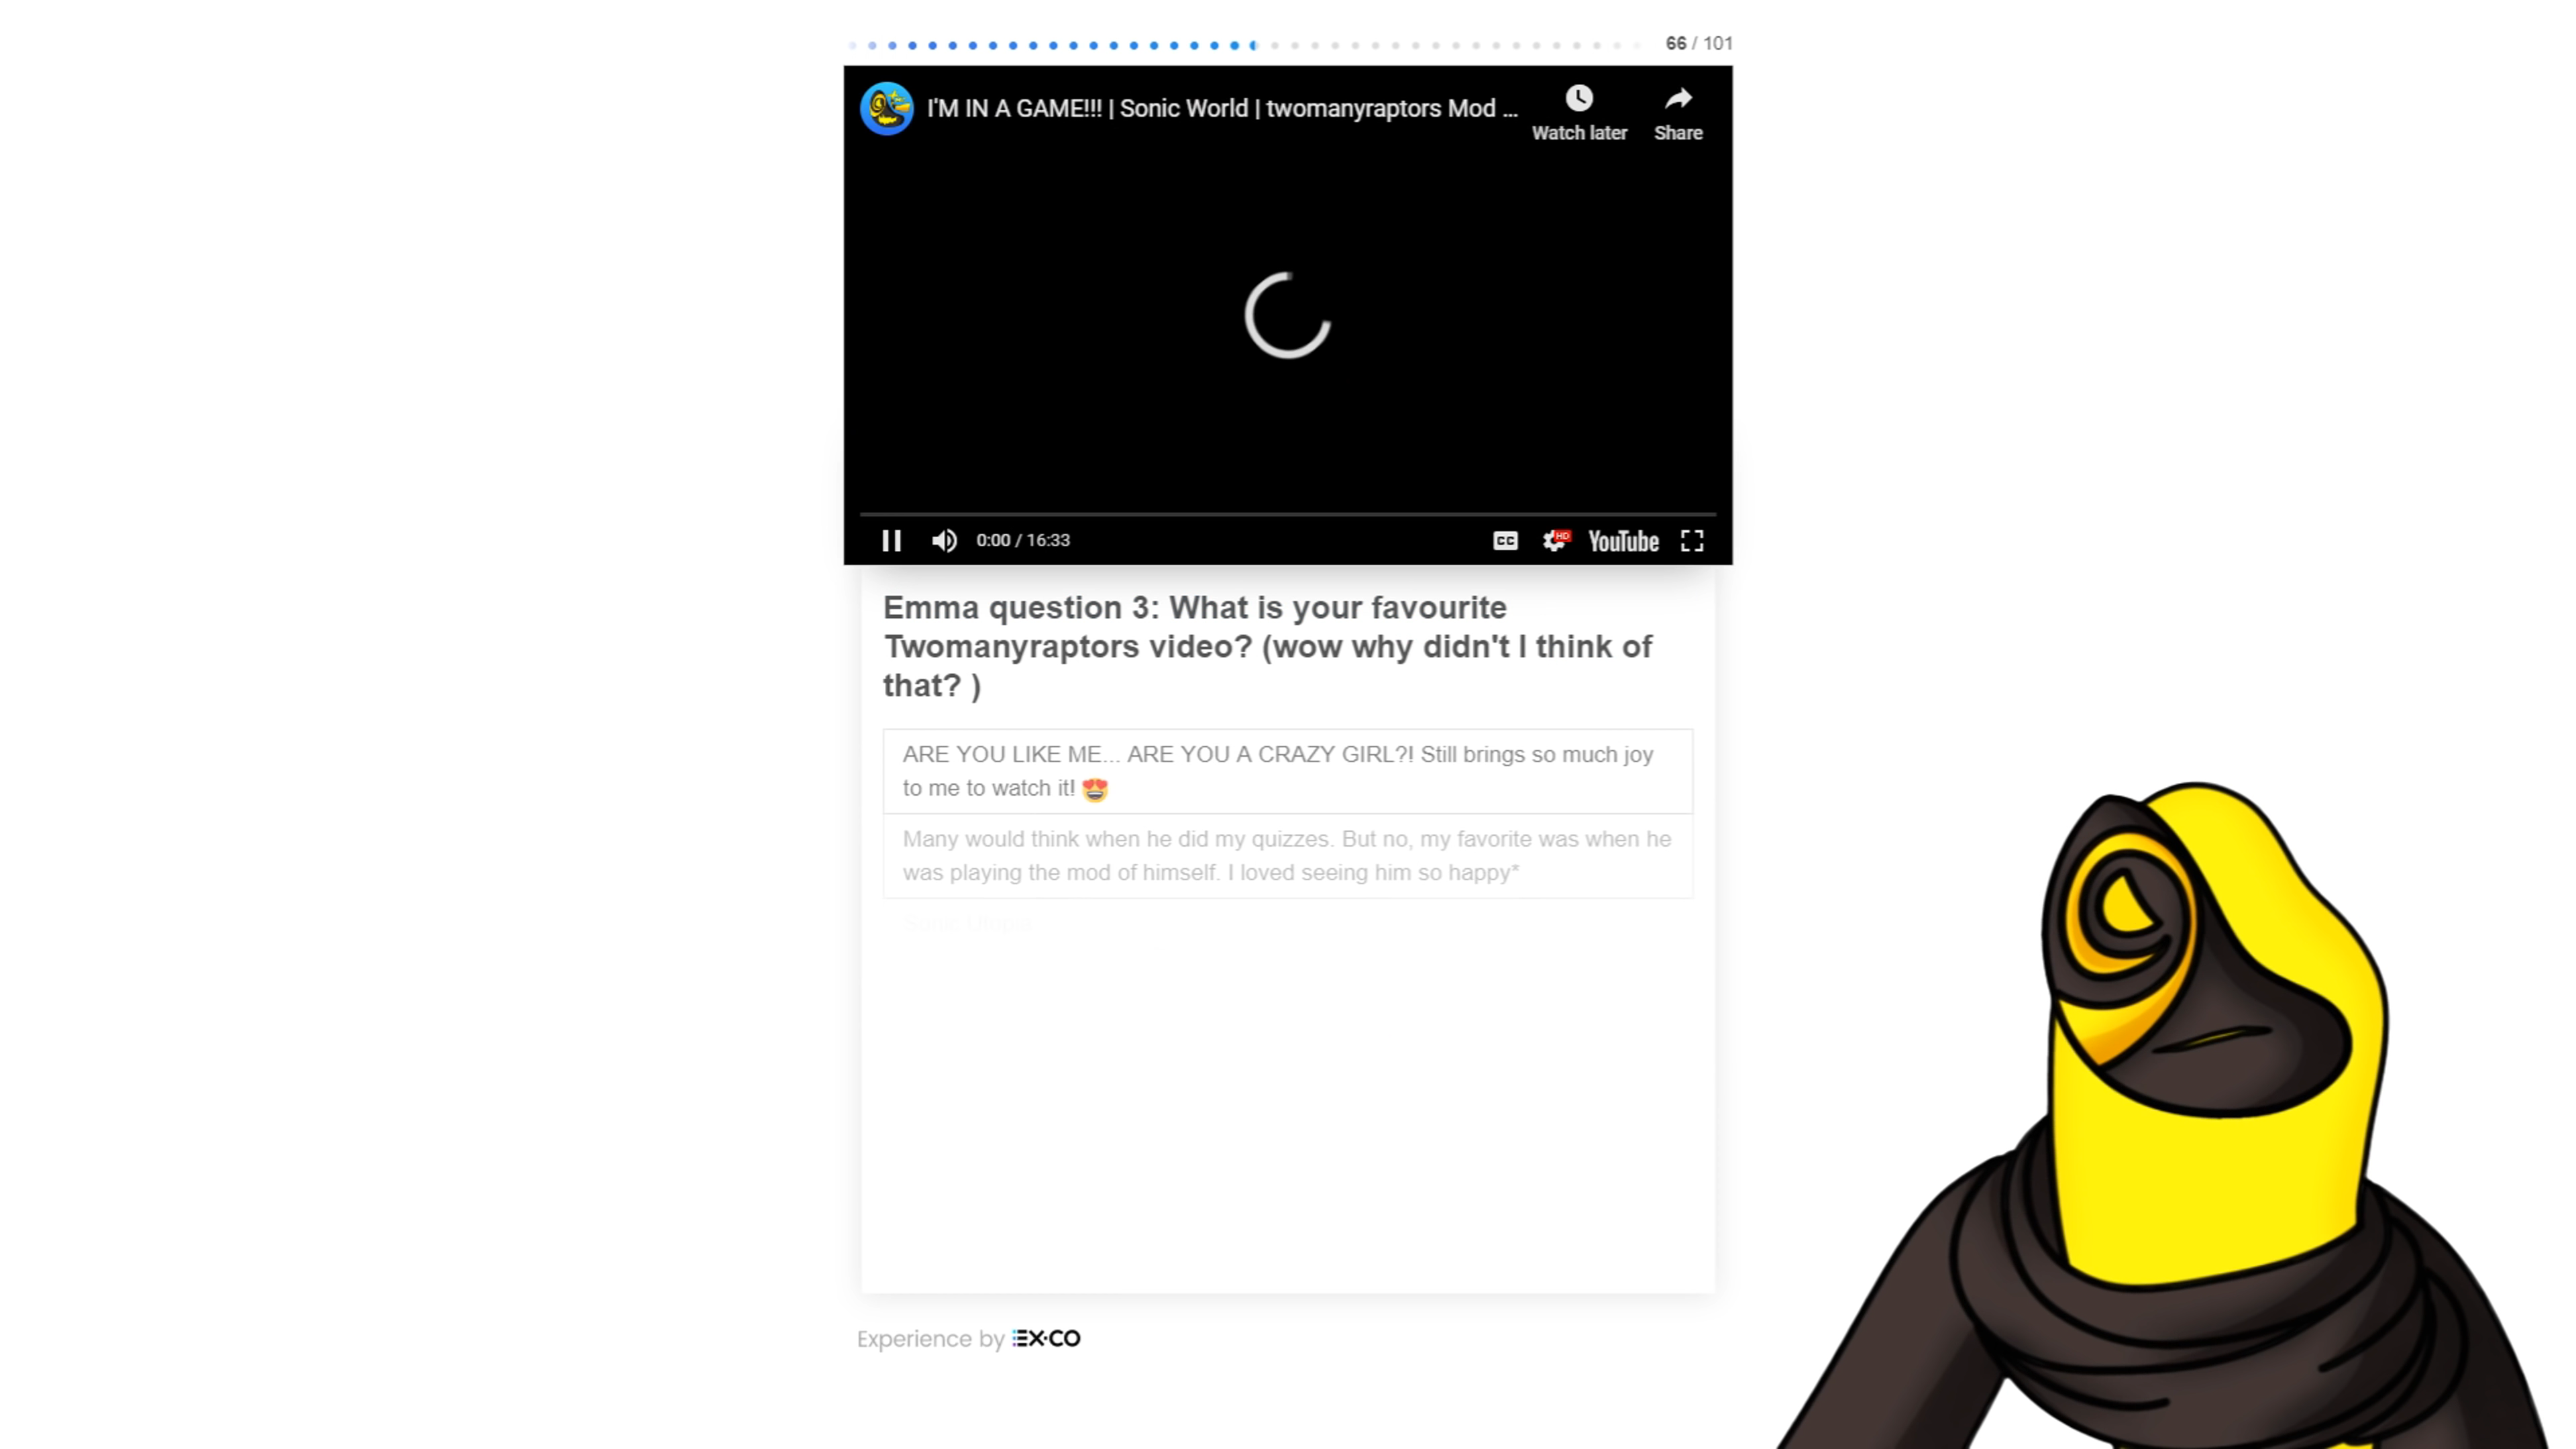 66 / 101
I'M IN A GAME!!! | Sonic World | twomanyraptors Mod ...
Watch later
Share
0:00 / 16:33
CC
HD
YouTube
Emma question 3: What is your favourite
Twomanyraptors video? (wow why didn't I think of
that? )
ARE YOU LIKE ME... ARE YOU A CRAZY GIRL?! Still brings so much joy
to me to watch it! 😍
Many would think when he did my quizzes. But no, my favorite was when he
was playing the mod of himself. I loved seeing him so happy*
Experience by EX·CO